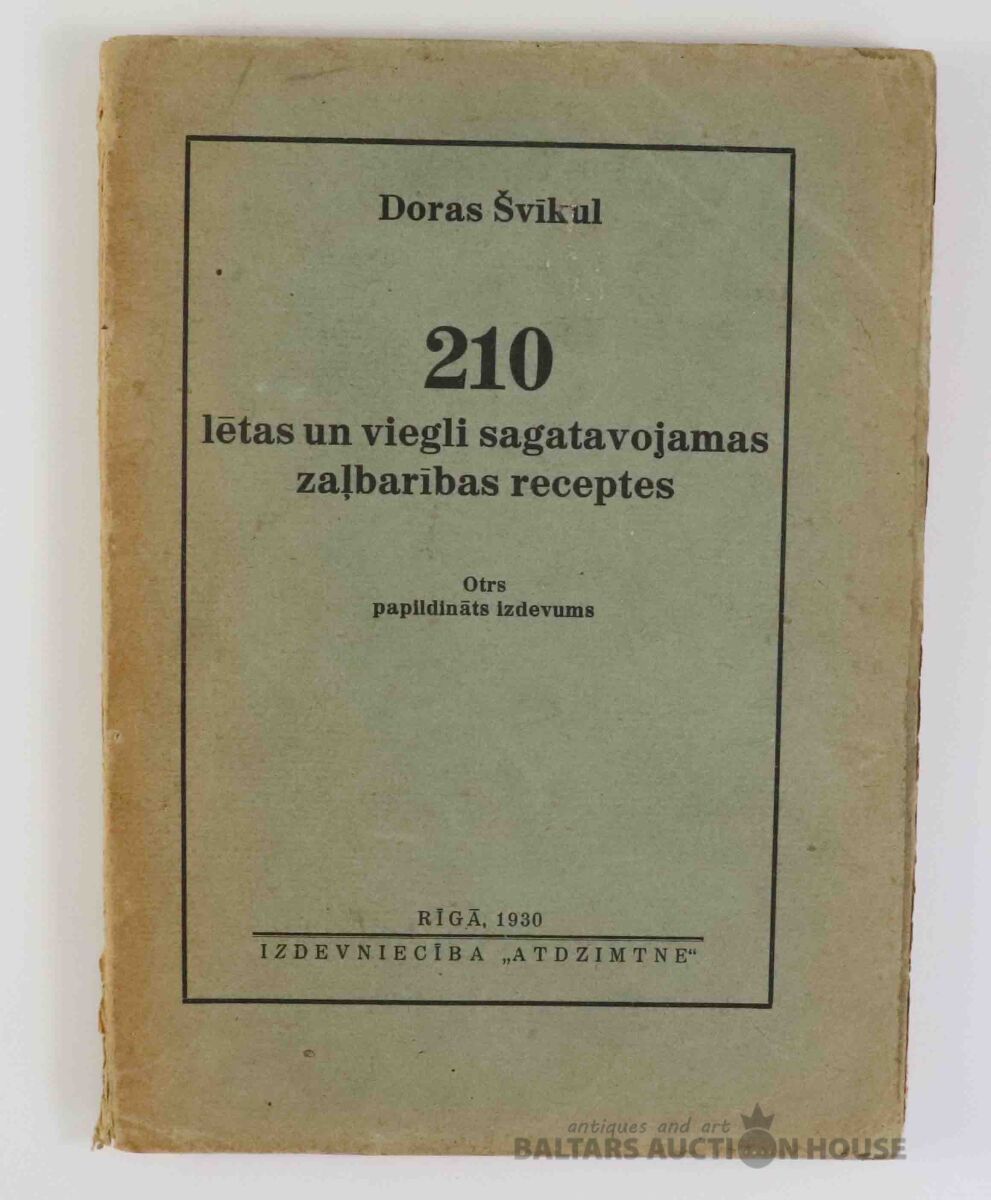 Doras Švīkul
210
lētas un viegli sagatavojamas
zaļbarības receptes
Otrs
papildināts izdevums
RĪGĀ, 1930
IZDEVNIECĪBA „ATDZIMTNE“
antiques and art
BALTARS AUCTION HOUSE